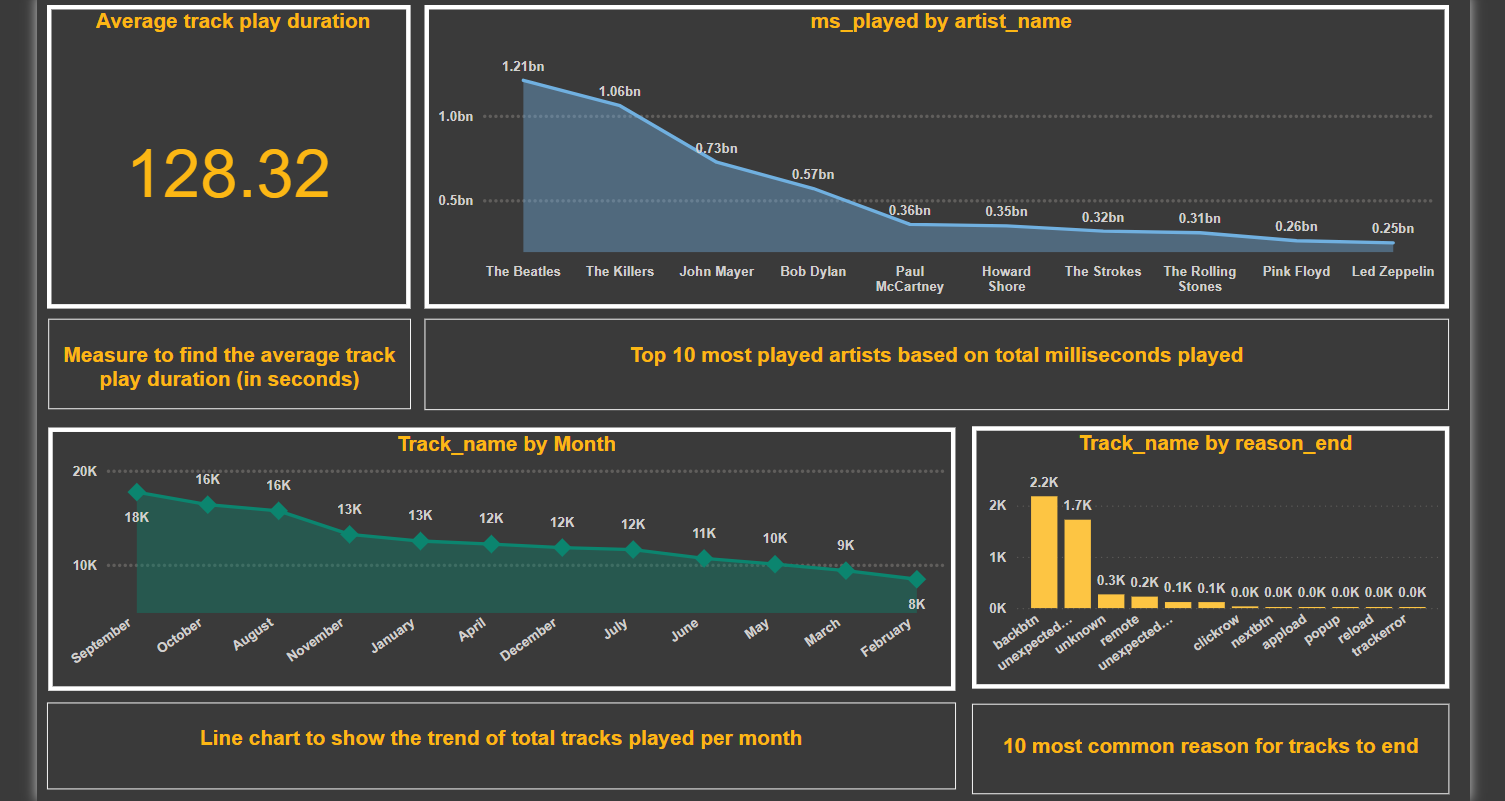 Average track play duration
128.32
ms_played by artist_name
1.21bn
1.06bn
0.73bn
0.57bn
0.36bn
0.35bn
0.32bn
0.31bn
0.26bn
0.25bn
1.0bn
0.5bn
The Beatles
The Killers
John Mayer
Bob Dylan
Paul
McCartney
Howard
Shore
The Strokes
The Rolling
Stones
Pink Floyd
Led Zeppelin
Measure to find the average track
play duration (in seconds)
Top 10 most played artists based on total milliseconds played
Track_name by Month
20K
10K
18K
16K
16K
13K
13K
12K
12K
12K
11K
10K
9K
8K
September
October
August
November
January
April
December
July
June
May
March
February
Track_name by reason_end
2K
1K
0K
2.2K
1.7K
0.3K
0.2K
0.1K
0.1K
0.0K
0.0K
0.0K
0.0K
0.0K
0.0K
backbtn
unexpected...
unknown
remote
unexpected...
clickrow
nextbtn
appload
popup
reload
trackerror
Line chart to show the trend of total tracks played per month
10 most common reason for tracks to end